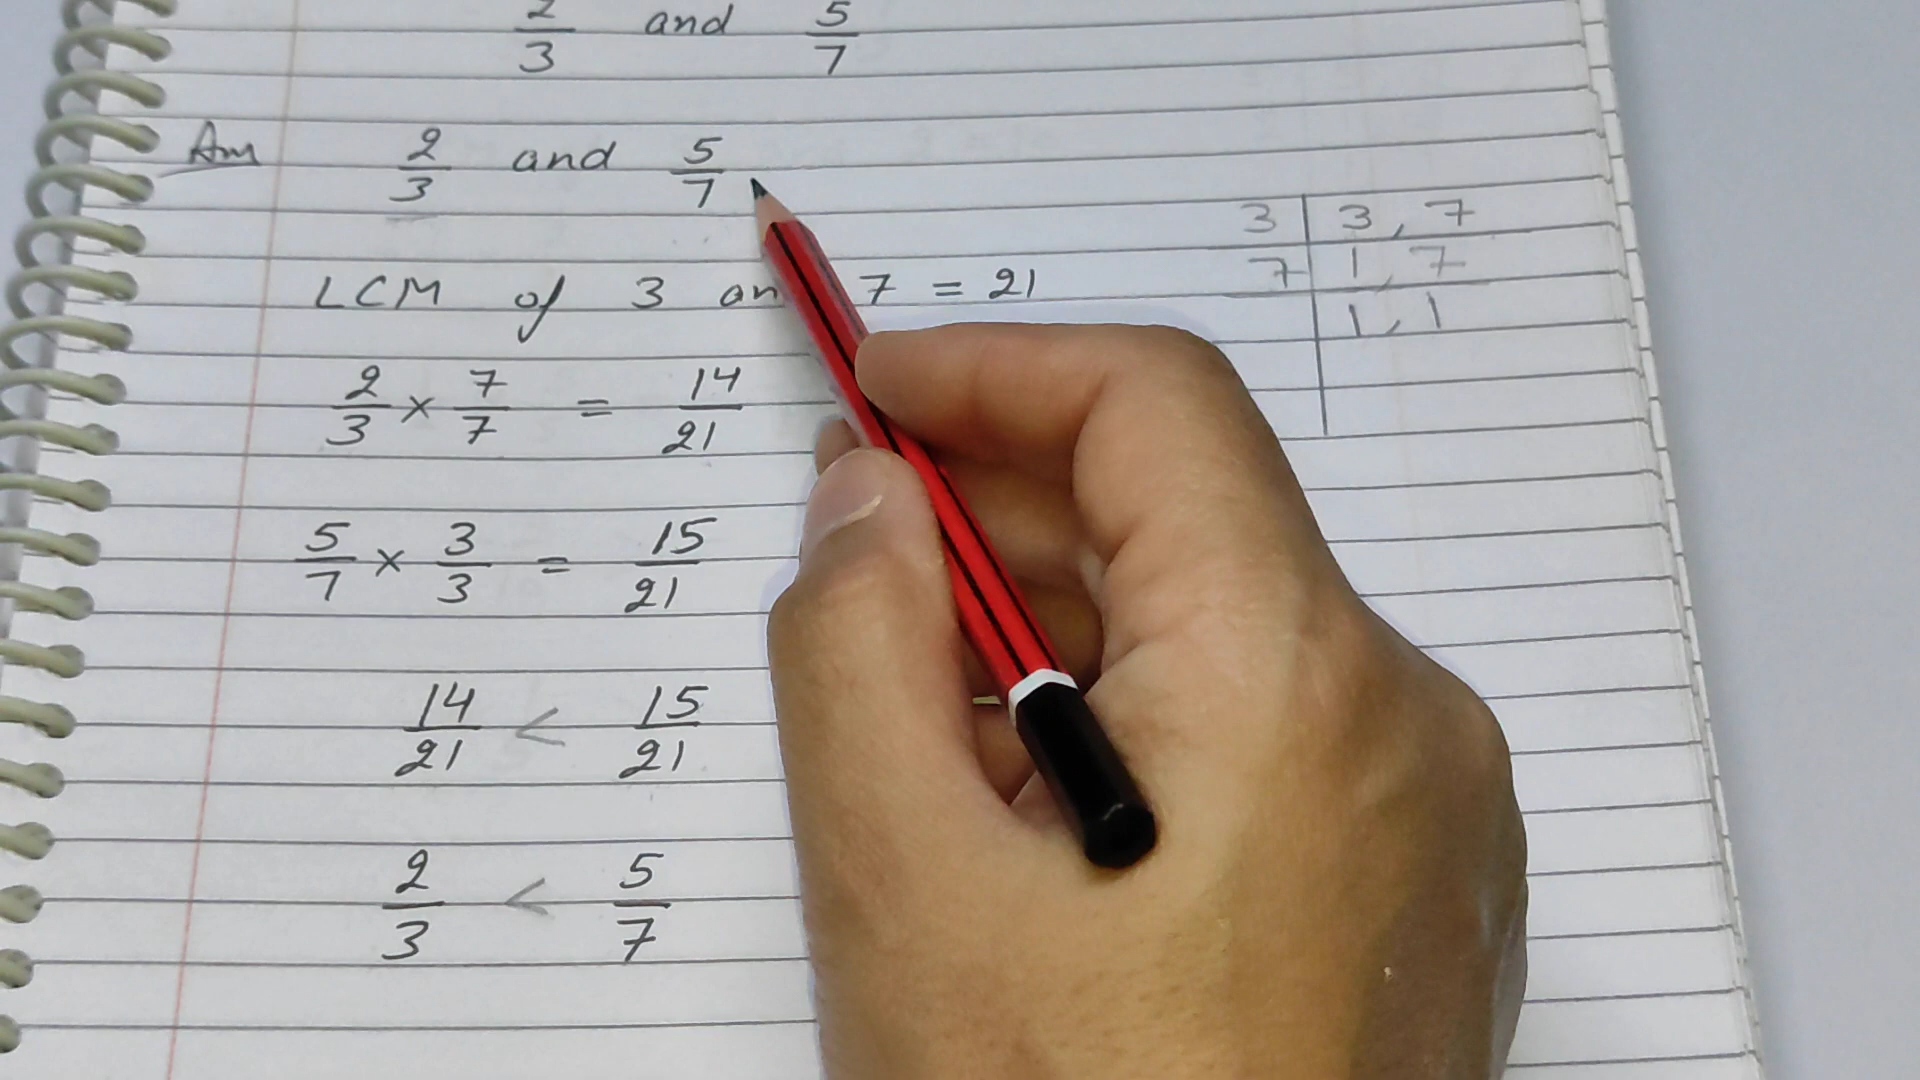 2/3 and 5/7
Ans 2/3 and 5/7
3 | 3, 7
7 | 1, 7
1, 1
LCM of 3 an 7 = 21
2/3 × 7/7 = 14/21
5/7 × 3/3 = 15/21
14/21 < 15/21
2/3 < 5/7